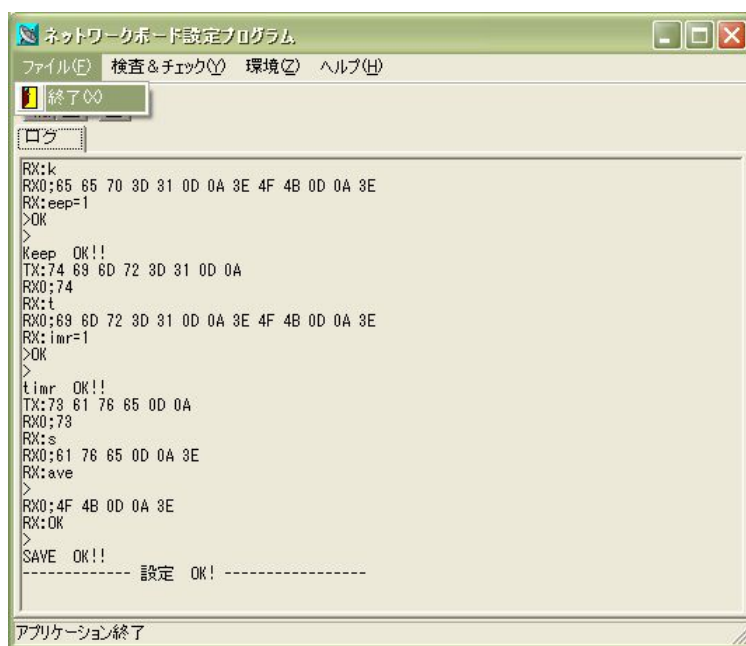 ネットワークボード設定プログラム
ファイル(F) 検査＆チェック(Y) 環境(Z) ヘルプ(H)
終了(X)
ログ
RX:k
RX0;65 65 70 3D 31 0D 0A 3E 4F 4B 0D 0A 3E
RX:eep=1
>OK
>
Keep OK!!
TX:74 69 6D 72 3D 31 0D 0A
RX0;74
RX:t
RX0;69 6D 72 3D 31 0D 0A 3E 4F 4B 0D 0A 3E
RX:imr=1
>OK
>
timr OK!!
TX:73 61 76 65 0D 0A
RX0;73
RX:s
RX0;61 76 65 0D 0A 3E
RX:ave
>
RX0;4F 4B 0D 0A 3E
RX:OK
>
SAVE OK!!
------------- 設定 OK! -----------------
アプリケーション終了